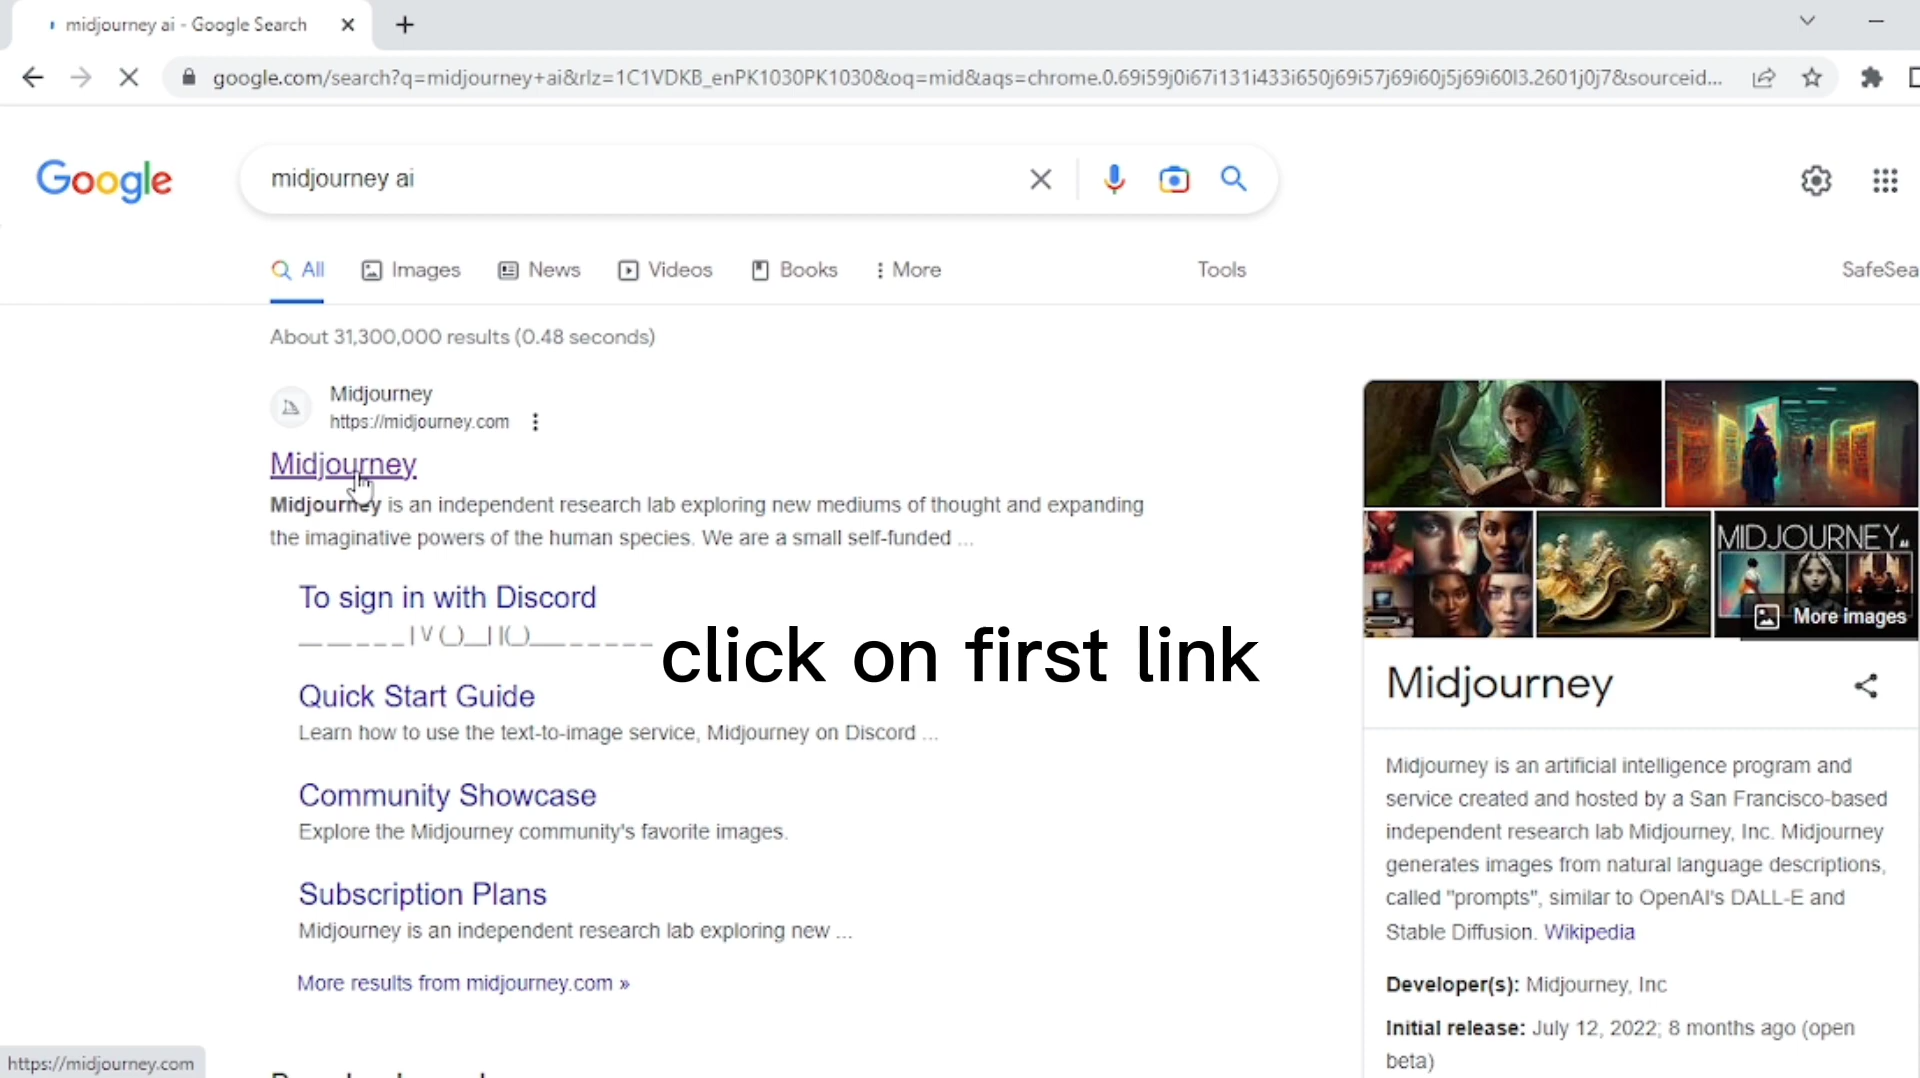 midjourney ai - Google Search
google.com/search?q=midjourney+ai&rlz=1C1VDKB_enPK1030PK1030&oq=mid&aqs=chrome.0.69i59j0i67i131i433i650j69i57j69i60j5j69i60l3.2601j0j7&sourceid...
Google
midjourney ai
All Images News Videos Books More Tools SafeSea
About 31,300,000 results (0.48 seconds)
Midjourney
https://midjourney.com
Midjourney
Midjourney is an independent research lab exploring new mediums of thought and expanding
the imaginative powers of the human species. We are a small self-funded ...
To sign in with Discord
__ __ _ _ _ _ | \/ (_)__| |(_)___ _ _ _ _ _ _
click on first link
Quick Start Guide
Learn how to use the text-to-image service, Midjourney on Discord ...
Community Showcase
Explore the Midjourney community's favorite images.
Subscription Plans
Midjourney is an independent research lab exploring new ...
More results from midjourney.com »
https://midjourney.com
MIDJOURNEY
More images
Midjourney
Midjourney is an artificial intelligence program and
service created and hosted by a San Francisco-based
independent research lab Midjourney, Inc. Midjourney
generates images from natural language descriptions,
called "prompts", similar to OpenAI's DALL-E and
Stable Diffusion. Wikipedia
Developer(s): Midjourney, Inc
Initial release: July 12, 2022; 8 months ago (open
beta)